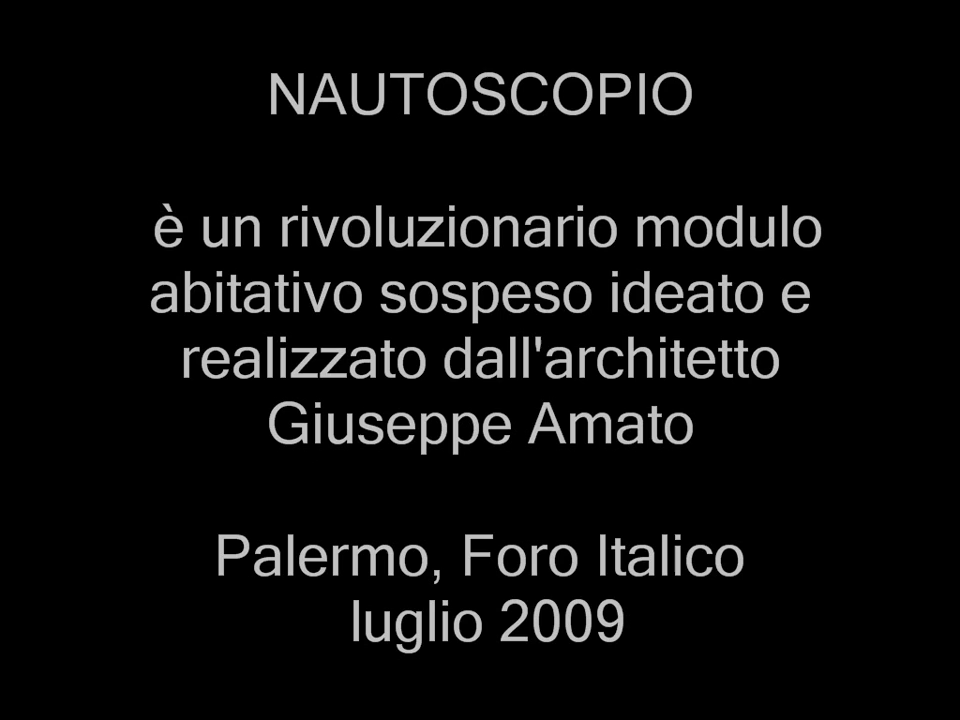 NAUTOSCOPIO
è un rivoluzionario modulo
abitativo sospeso ideato e
realizzato dall'architetto
Giuseppe Amato
Palermo, Foro Italico
luglio 2009